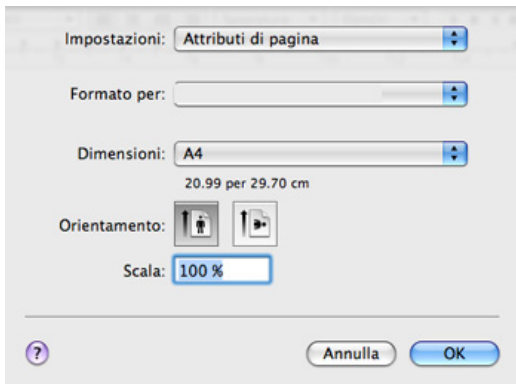 Impostazioni: Attributi di pagina
Formato per:
Dimensioni: A4
20.99 per 29.70 cm
Orientamento:
Scala: 100 %
? Annulla OK